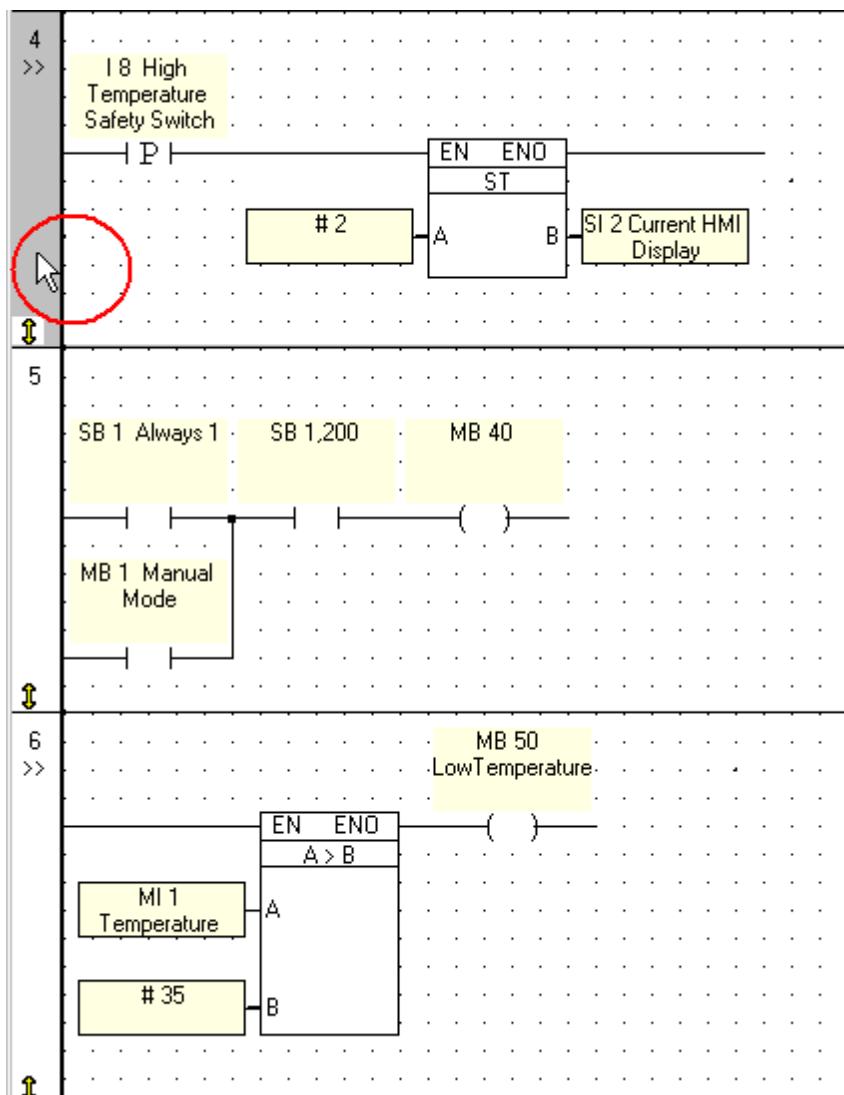 4
>>
I 8 High
Temperature
Safety Switch
P
EN ENO
ST
# 2
A
B
SI 2 Current HMI
Display
5
SB 1 Always 1
SB 1,200
MB 40
MB 1 Manual
Mode
6
>>
MB 50
LowTemperature
EN ENO
A > B
MI 1
Temperature
A
# 35
B